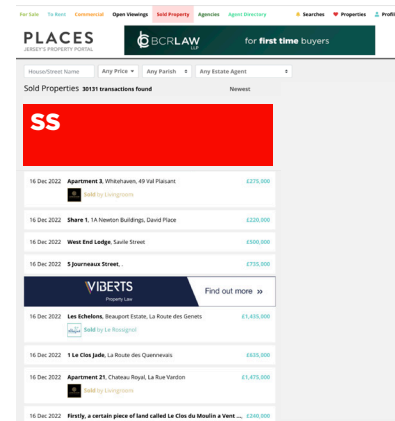 For Sale To Rent Commercial Open Viewings Sold Property Agencies Agent Directory Searches Properties Profil
PLACES
JERSEY'S PROPERTY PORTAL
BCRLAW LLP for first time buyers
House/Street Name Any Price Any Parish Any Estate Agent
Sold Properties 30131 transactions found Newest
SS
16 Dec 2022 Apartment 3, Whitehaven, 49 Val Plaisant £275,000
Sold by Livingstons
16 Dec 2022 Share 1, 1A Newton Buildings, David Place £220,000
16 Dec 2022 West End Lodge, Savile Street £500,000
16 Dec 2022 5 Journeaux Street, . £735,000
VIBERTS Find out more »
Property Law
16 Dec 2022 Les Echelons, Beauport Estate, La Route des Genets £1,435,000
Sold by Le Rossignol
16 Dec 2022 1 Le Clos Jade, La Route des Quennevais £635,000
16 Dec 2022 Apartment 21, Chateau Royal, La Rue Vardon £1,475,000
Sold by Livingstons
16 Dec 2022 Firstly, a certain piece of land called Le Clos du Moulin a Vent ..., £240,000